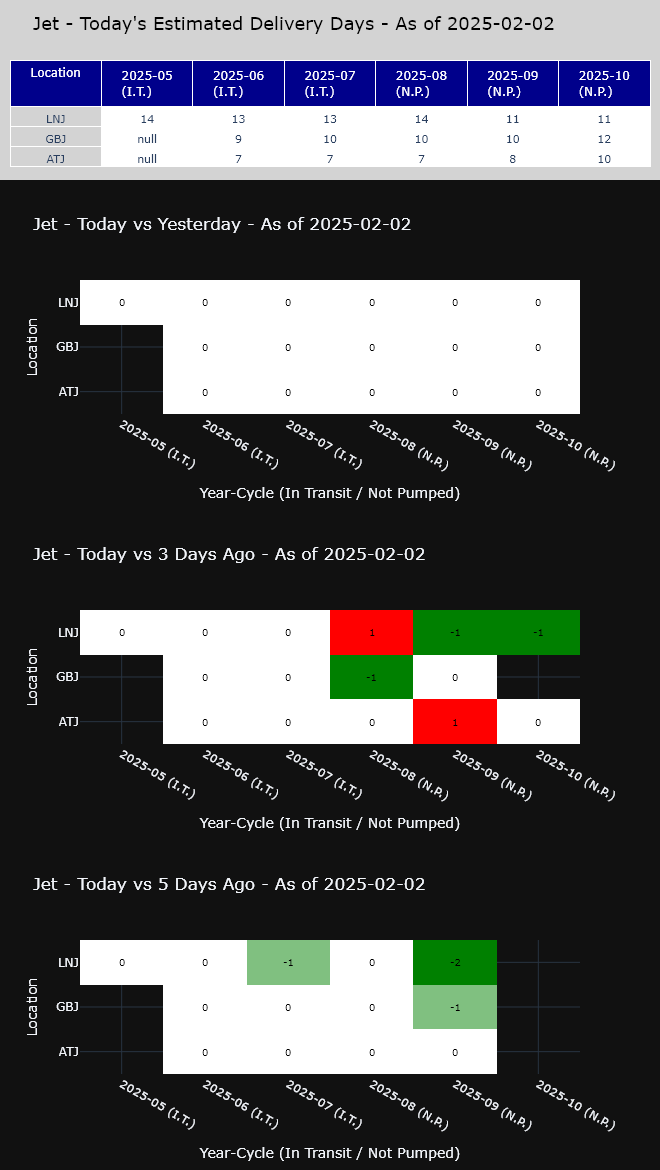 Jet - Today's Estimated Delivery Days - As of 2025-02-02
Location 2025-05 (I.T.) 2025-06 (I.T.) 2025-07 (I.T.) 2025-08 (N.P.) 2025-09 (N.P.) 2025-10 (N.P.)
LNJ 14 13 13 14 11 11
GBJ null 9 10 10 10 12
ATJ null 7 7 7 8 10
Jet - Today vs Yesterday - As of 2025-02-02
Location
LNJ 0 0 0 0 0 0
GBJ 0 0 0 0 0
ATJ 0 0 0 0 0
2025-05 (I.T.) 2025-06 (I.T.) 2025-07 (I.T.) 2025-08 (N.P.) 2025-09 (N.P.) 2025-10 (N.P.)
Year-Cycle (In Transit / Not Pumped)
Jet - Today vs 3 Days Ago - As of 2025-02-02
Location
LNJ 0 0 0 1 -1 -1
GBJ 0 0 -1 0
ATJ 0 0 0 1 0
2025-05 (I.T.) 2025-06 (I.T.) 2025-07 (I.T.) 2025-08 (N.P.) 2025-09 (N.P.) 2025-10 (N.P.)
Year-Cycle (In Transit / Not Pumped)
Jet - Today vs 5 Days Ago - As of 2025-02-02
Location
LNJ 0 0 -1 0 -2
GBJ 0 0 0 -1
ATJ 0 0 0 0
2025-05 (I.T.) 2025-06 (I.T.) 2025-07 (I.T.) 2025-08 (N.P.) 2025-09 (N.P.) 2025-10 (N.P.)
Year-Cycle (In Transit / Not Pumped)